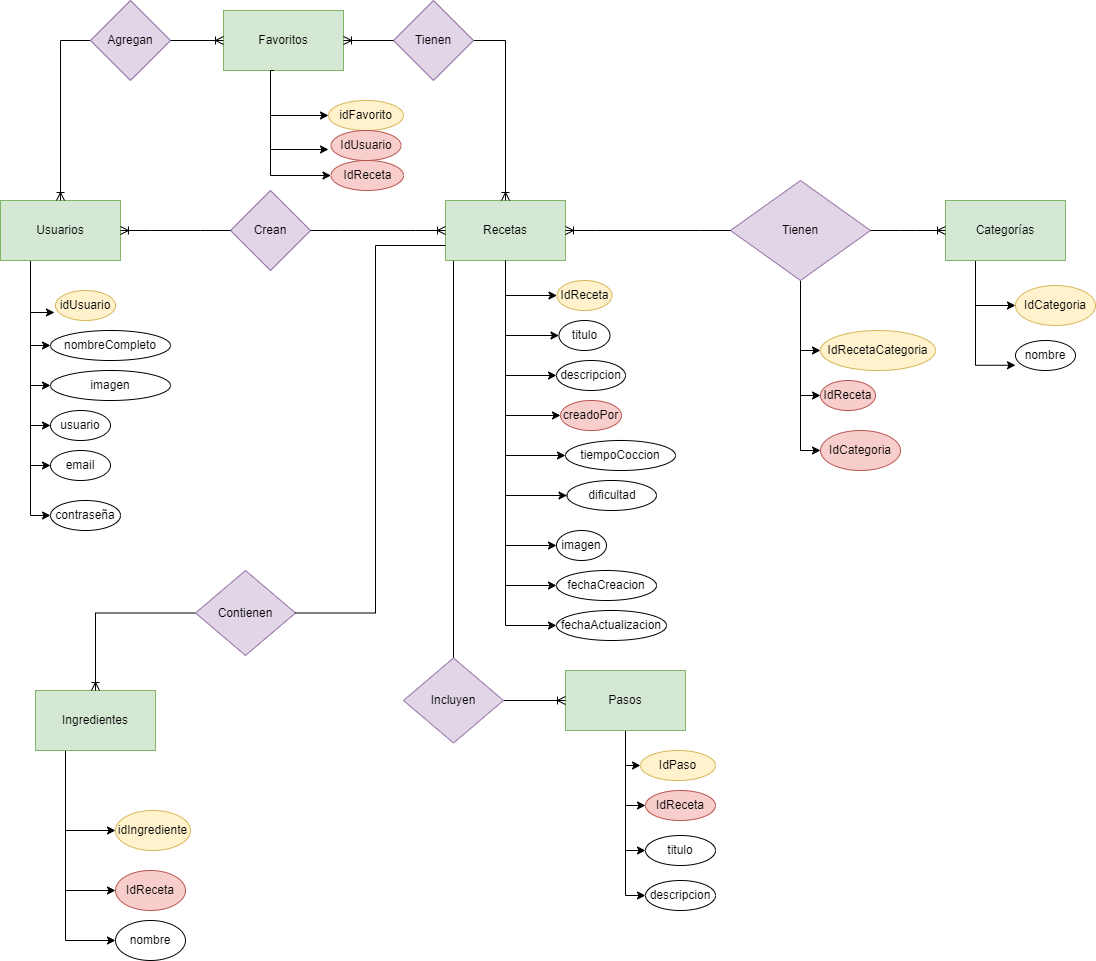 Agregan
Favoritos
Tienen
idFavorito
IdUsuario
IdReceta
Usuarios
Crean
Recetas
Tienen
Categorías
idUsuario
nombreCompleto
imagen
usuario
email
contraseña
IdReceta
titulo
descripcion
creadoPor
tiempoCoccion
dificultad
imagen
fechaCreacion
fechaActualizacion
IdRecetaCategoria
IdReceta
IdCategoria
IdCategoria
nombre
Contienen
Ingredientes
idIngrediente
IdReceta
nombre
Incluyen
Pasos
IdPaso
IdReceta
titulo
descripcion